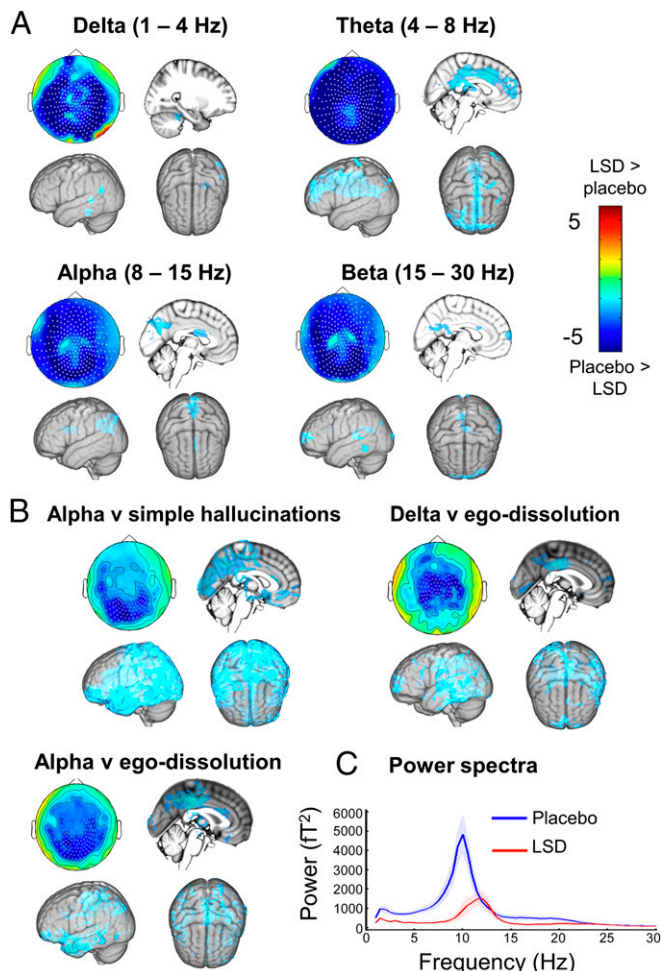 A
Delta (1 – 4 Hz)
Theta (4 – 8 Hz)
LSD >
placebo
5
-5
Placebo >
LSD
Alpha (8 – 15 Hz)
Beta (15 – 30 Hz)
B
Alpha v simple hallucinations
Delta v ego-dissolution
Alpha v ego-dissolution
C
Power spectra
Placebo
LSD
Power (fT²)
6000
5000
4000
3000
2000
1000
0
0
5
10
15
20
25
30
Frequency (Hz)